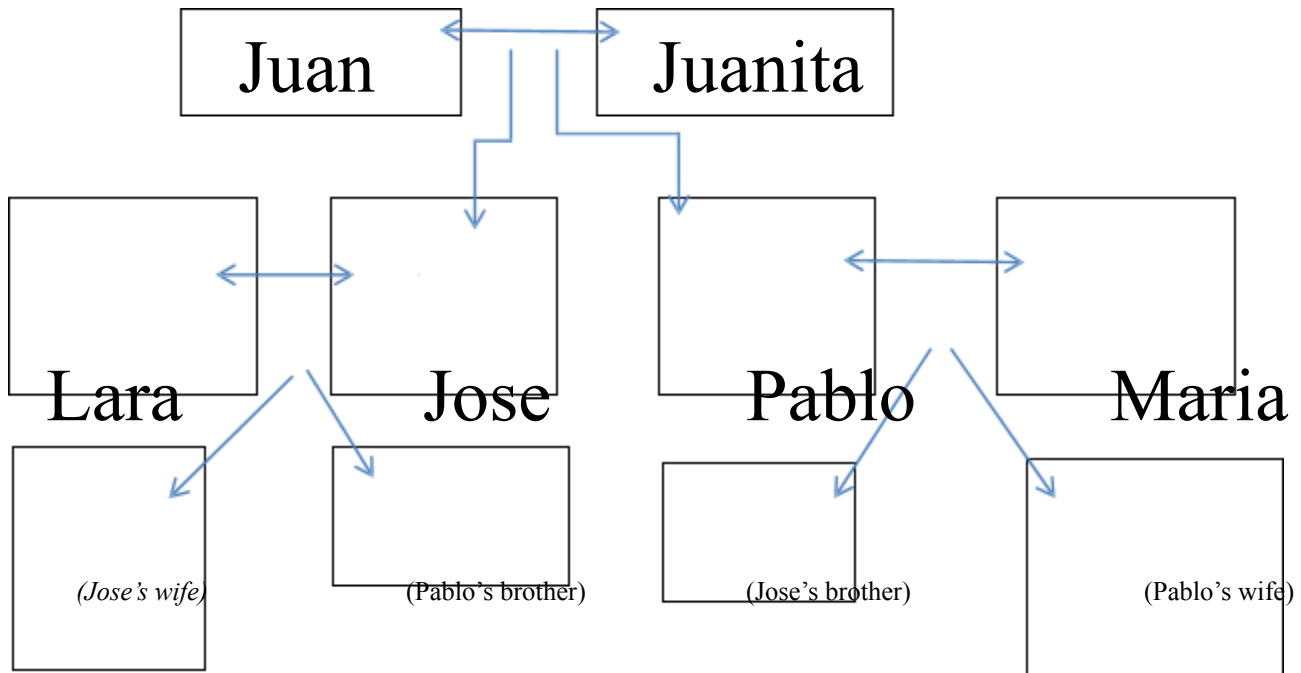 Juan Juanita
Lara Jose Pablo Maria
(Jose’s wife) (Pablo’s brother) (Jose’s brother) (Pablo’s wife)